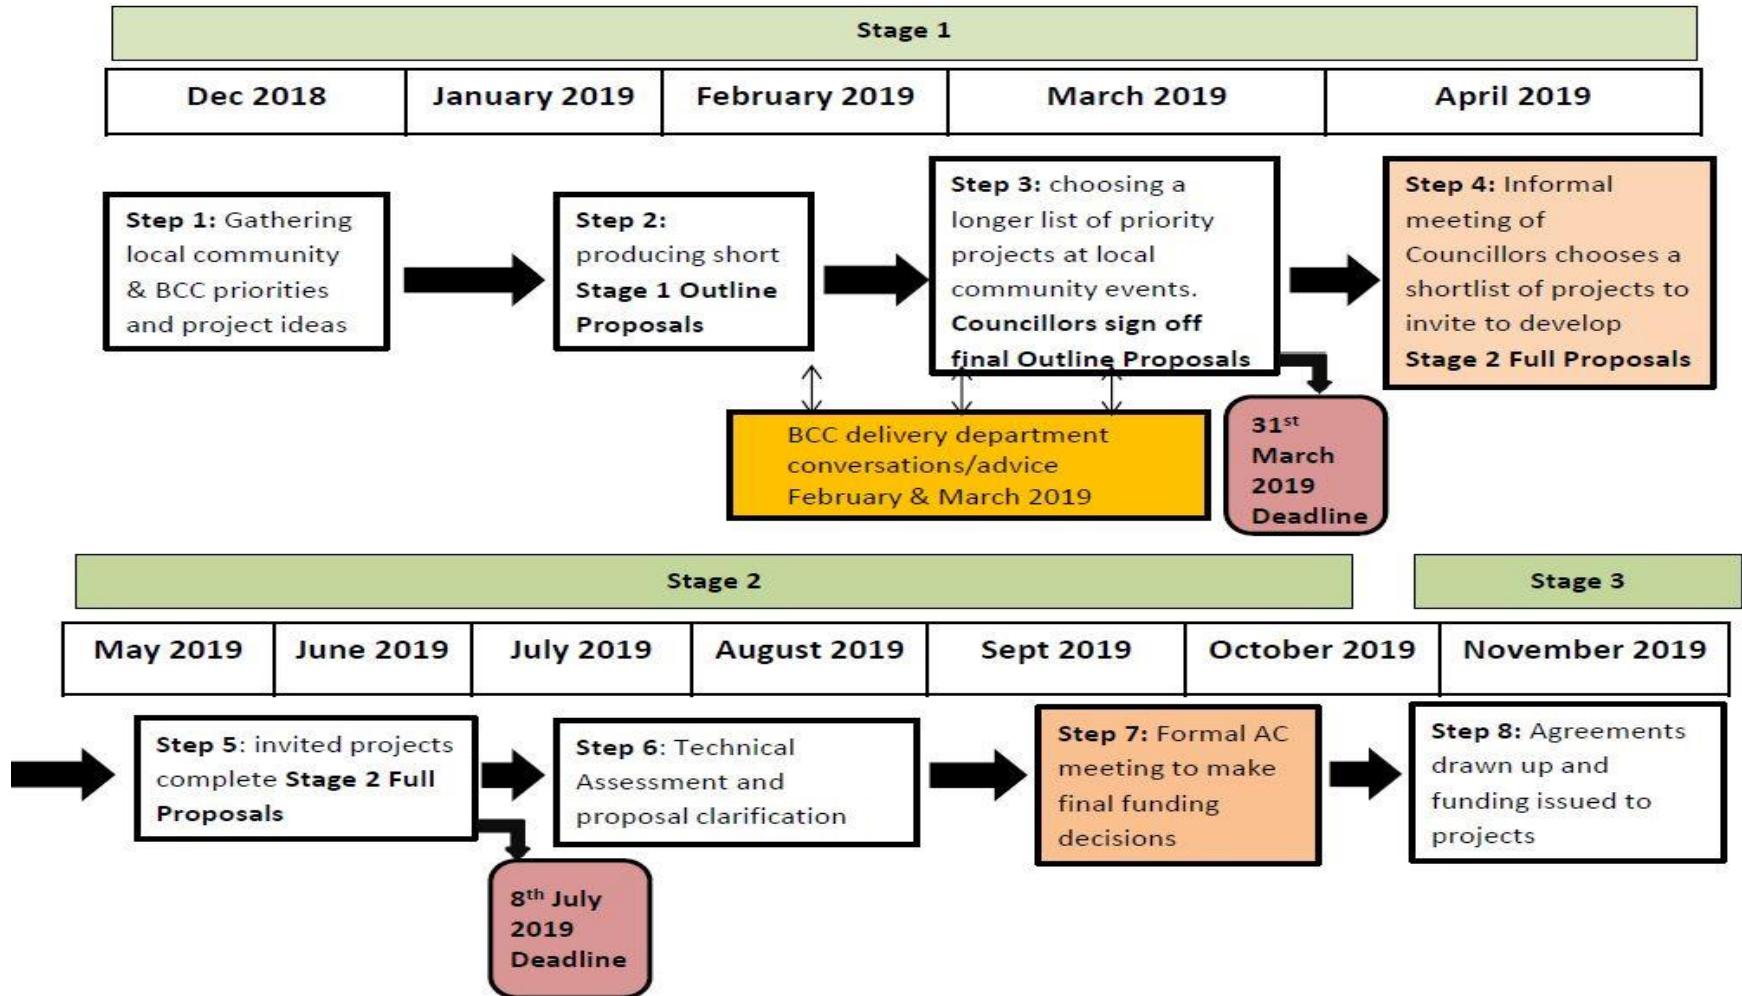 Stage 1
Dec 2018
January 2019
February 2019
March 2019
April 2019
Step 1: Gathering
local community
& BCC priorities
and project ideas
Step 2:
producing short
Stage 1 Outline
Proposals
Step 3: choosing a
longer list of priority
projects at local
community events.
Councillors sign off
final Outline Proposals
Step 4: Informal
meeting of
Councillors chooses a
shortlist of projects to
invite to develop
Stage 2 Full Proposals
BCC delivery department
conversations/advice
February & March 2019
31st
March
2019
Deadline
Stage 2
Stage 3
May 2019
June 2019
July 2019
August 2019
Sept 2019
October 2019
November 2019
Step 5: invited projects
complete Stage 2 Full
Proposals
Step 6: Technical
Assessment and
proposal clarification
Step 7: Formal AC
meeting to make
final funding
decisions
Step 8: Agreements
drawn up and
funding issued to
projects
8th July
2019
Deadline